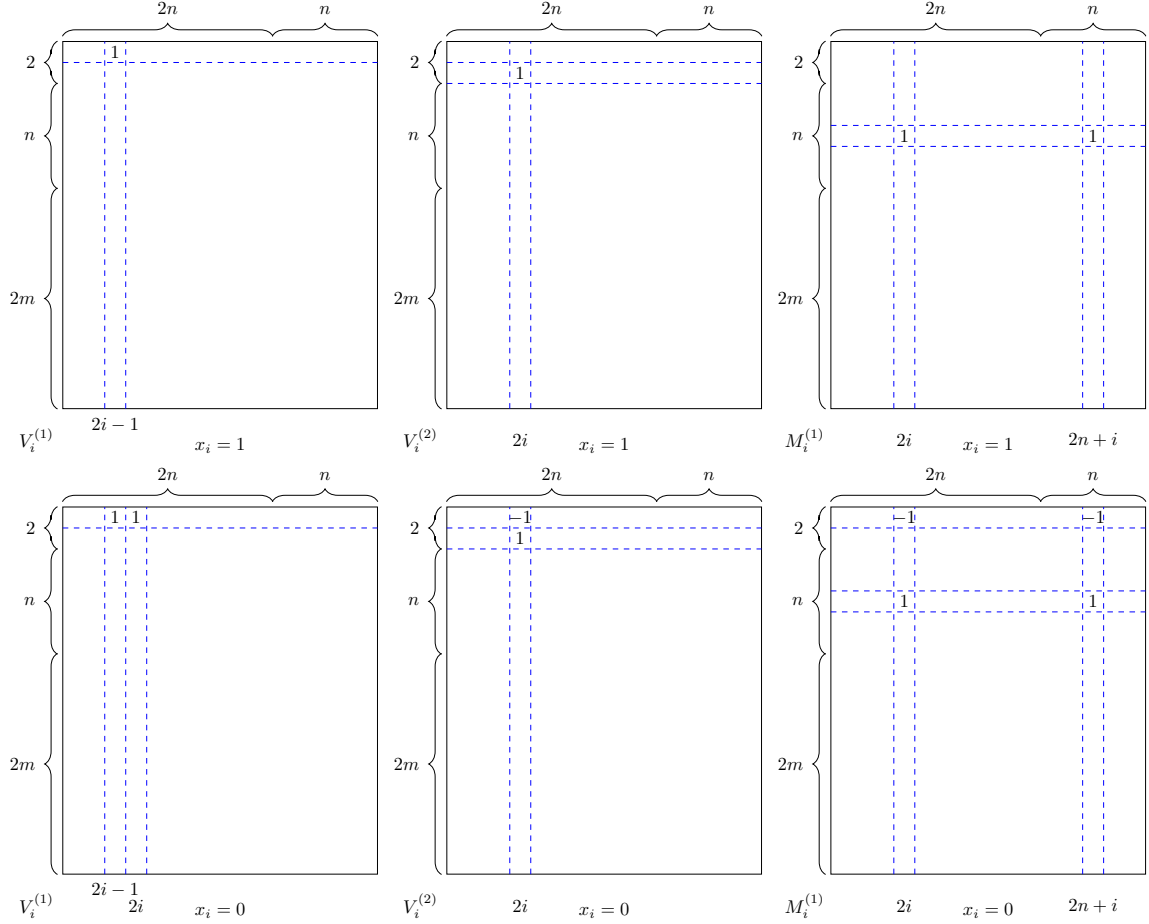 2n n 2n n 2n n
2 1 2 1 2
n n n 1 1
2m 2m 2m
2i − 1
V_i^{(1)} x_i = 1 V_i^{(2)} 2i x_i = 1 M_i^{(1)} 2i x_i = 1 2n + i
2n n 2n n 2n n
2 1 1 2 −1 2 −1 −1
1
n n n 1 1
2m 2m 2m
2i − 1
V_i^{(1)} 2i x_i = 0 V_i^{(2)} 2i x_i = 0 M_i^{(1)} 2i x_i = 0 2n + i